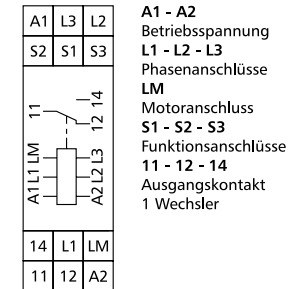 A1 L3 L2
S2 S1 S3
11
14
12
A1 L1 LM
A2 L2 L3
14 L1 LM
11 12 A2
A1 - A2
Betriebsspannung
L1 - L2 - L3
Phasenanschlüsse
LM
Motoranschluss
S1 - S2 - S3
Funktionsanschlüsse
11 - 12 - 14
Ausgangskontakt
1 Wechsler